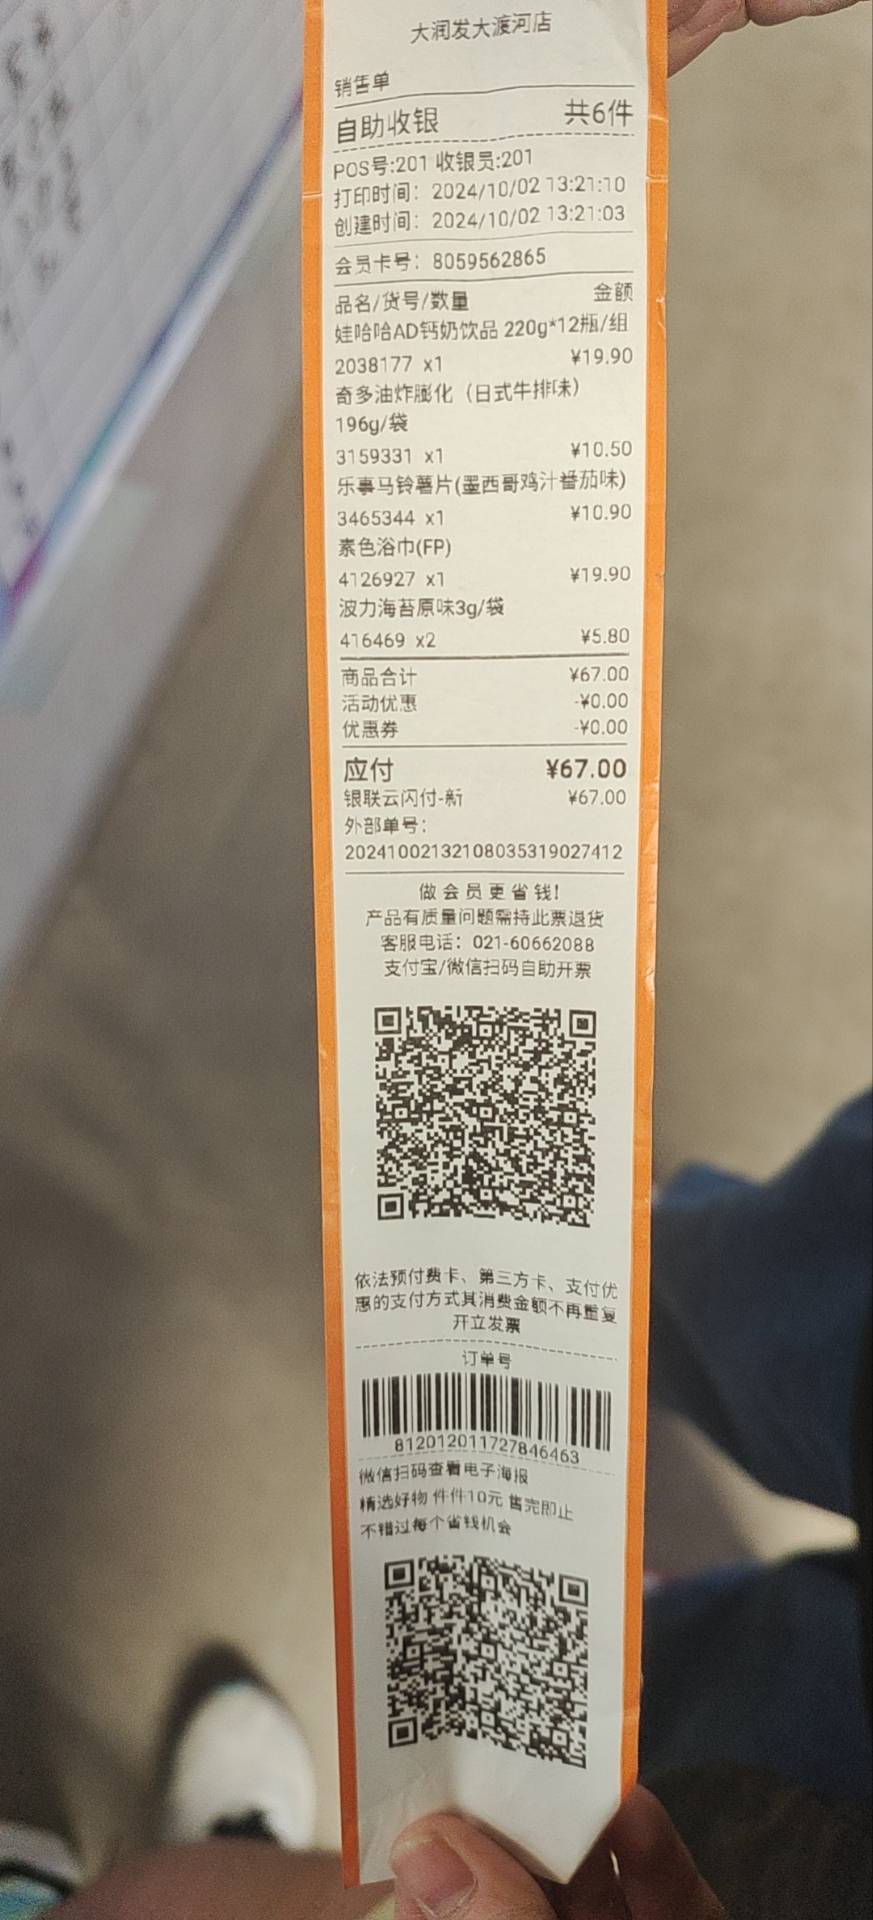 大润发大渡河店
销售单
自助收银 共6件
POS号:201 收银员:201
打印时间: 2024/10/02 13:21:10
创建时间: 2024/10/02 13:21:03
会员卡号: 8059562865
品名/货号/数量 金额
娃哈哈AD钙奶饮品 220g*12瓶/组
2038177 x1 ¥19.90
奇多油炸膨化（日式牛排味）
196g/袋
3159331 x1 ¥10.50
乐事马铃薯片(墨西哥鸡汁番茄味)
3465344 x1 ¥10.90
素色浴巾(FP)
4126927 x1 ¥19.90
波力海苔原味3g/袋
416469 x2 ¥5.80
商品合计 ¥67.00
活动优惠 -¥0.00
优惠券 -¥0.00
应付 ¥67.00
银联云闪付-新 ¥67.00
外部单号:
20241002132108035319027412
做会员更省钱!
产品有质量问题需持此票退货
客服电话: 021-60662088
支付宝/微信扫码自助开票
依法预付费卡、第三方卡、支付优
惠的支付方式其消费金额不再重复
开立发票
订单号
812012011727846463
微信扫码查看电子海报
精选好物 件件10元 售完即止
不错过每个省钱机会